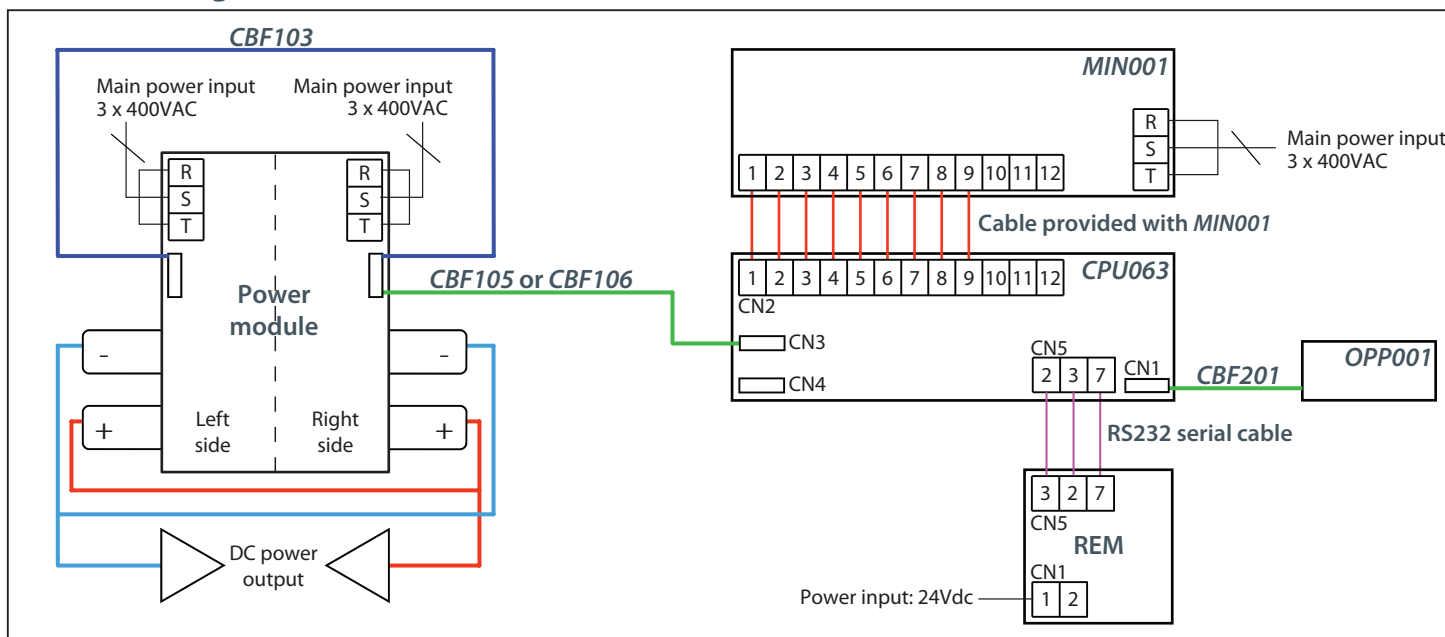 CBF103
Main power input
3 x 400VAC
Main power input
3 x 400VAC
R
S
T
R
S
T
Power
module
-
-
+
+
Left
side
Right
side
DC power
output
CBF105 or CBF106
MIN001
R
S
T
Main power input
3 x 400VAC
1 2 3 4 5 6 7 8 9 10 11 12
Cable provided with MIN001
1 2 3 4 5 6 7 8 9 10 11 12
CPU063
CN2
CN3
CN4
CN5
2 3 7
CN1
CBF201
OPP001
RS232 serial cable
3 2 7
CN5
REM
CN1
Power input: 24Vdc
1 2